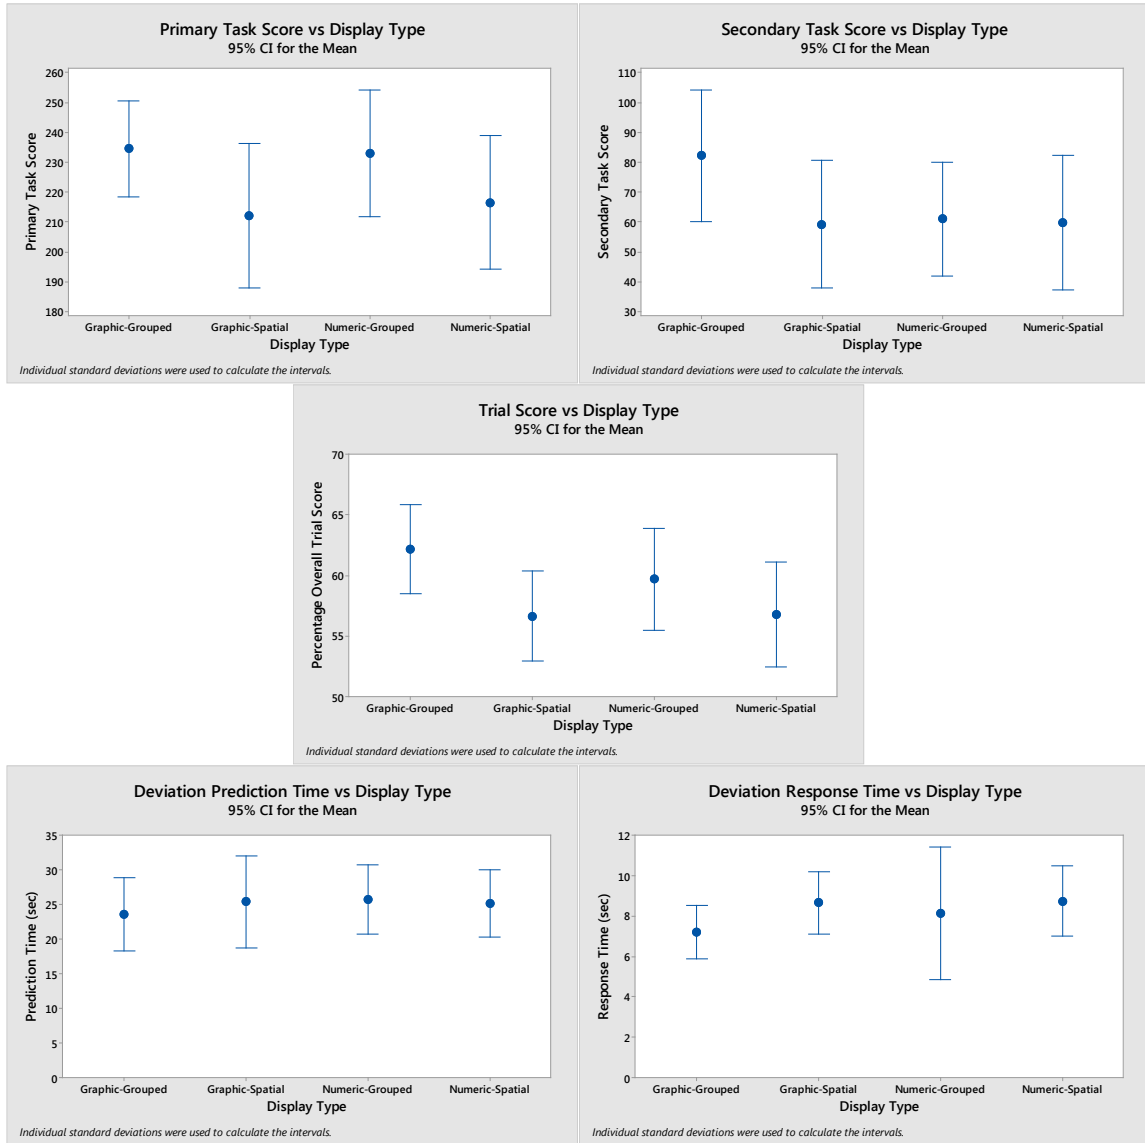 Primary Task Score vs Display Type
95% CI for the Mean
260
250
240
230
220
210
200
190
180
Primary Task Score
Graphic-Grouped Graphic-Spatial Numeric-Grouped Numeric-Spatial
Display Type
Individual standard deviations were used to calculate the intervals.
Secondary Task Score vs Display Type
95% CI for the Mean
110
100
90
80
70
60
50
40
30
Secondary Task Score
Graphic-Grouped Graphic-Spatial Numeric-Grouped Numeric-Spatial
Display Type
Individual standard deviations were used to calculate the intervals.
Trial Score vs Display Type
95% CI for the Mean
70
65
60
55
50
Percentage Overall Trial Score
Graphic-Grouped Graphic-Spatial Numeric-Grouped Numeric-Spatial
Display Type
Individual standard deviations were used to calculate the intervals.
Deviation Prediction Time vs Display Type
95% CI for the Mean
35
30
25
20
15
10
5
0
Prediction Time (sec)
Graphic-Grouped Graphic-Spatial Numeric-Grouped Numeric-Spatial
Display Type
Individual standard deviations were used to calculate the intervals.
Deviation Response Time vs Display Type
95% CI for the Mean
12
10
8
6
4
2
0
Response Time (sec)
Graphic-Grouped Graphic-Spatial Numeric-Grouped Numeric-Spatial
Display Type
Individual standard deviations were used to calculate the intervals.